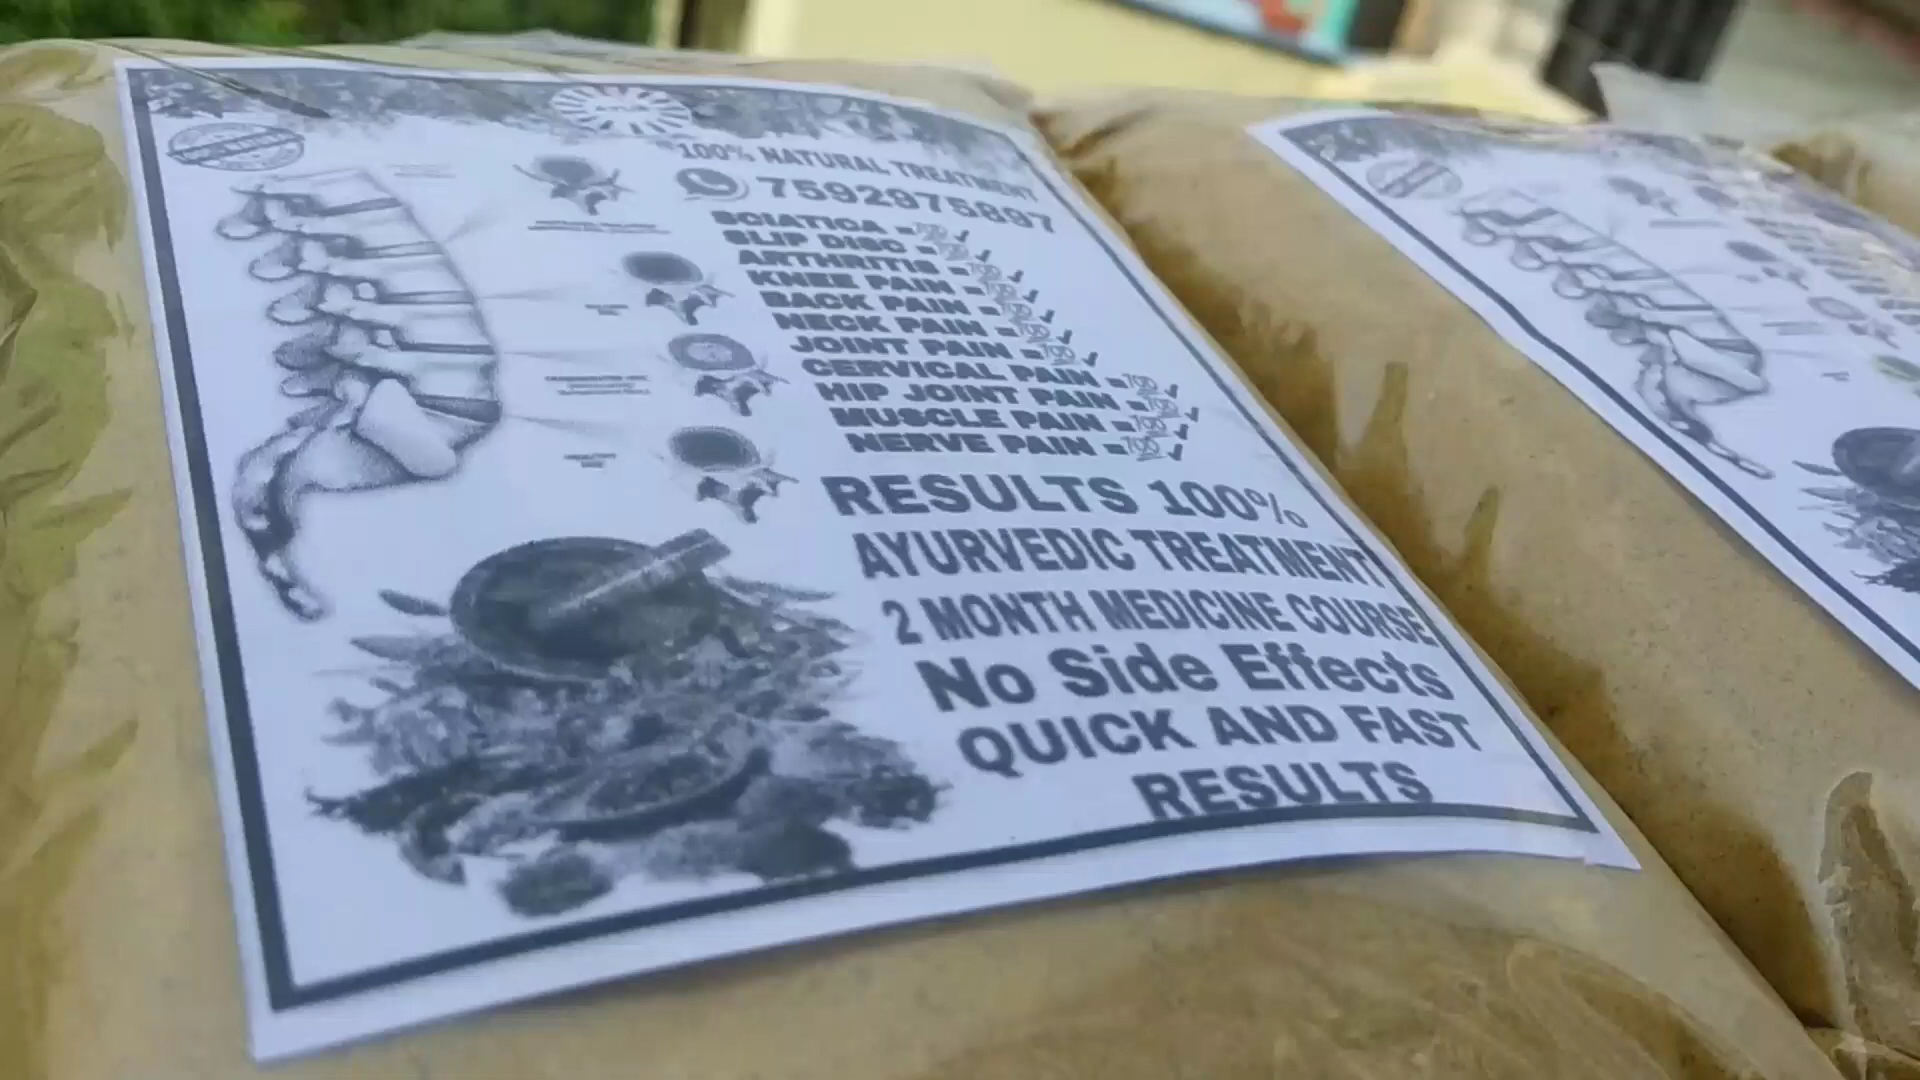 100% NATURAL TREATMENT
7592975897
SCIATICA =
SLIP DISC =
ARTHRITIS =
KNEE PAIN =
BACK PAIN =
NECK PAIN =
JOINT PAIN =
CERVICAL PAIN =
HIP JOINT PAIN =
MUSCLE PAIN =
NERVE PAIN =
RESULTS 100%
AYURVEDIC TREATMENT
2 MONTH MEDICINE COURSE
No Side Effects
QUICK AND FAST
RESULTS